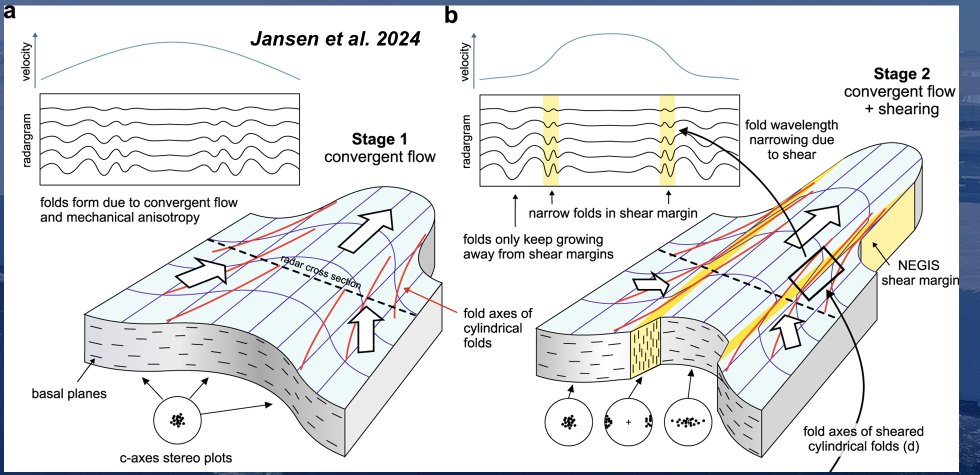 a
Jansen et al. 2024
velocity
radargram
Stage 1
convergent flow
folds form due to convergent flow
and mechanical anisotropy
radar cross section
fold axes of
cylindrical
folds
basal planes
c-axes stereo plots
b
velocity
radargram
Stage 2
convergent flow
+ shearing
fold wavelength
narrowing due
to shear
narrow folds in shear margin
folds only keep growing
away from shear margins
NEGIS
shear margin
fold axes of sheared
cylindrical folds (d)